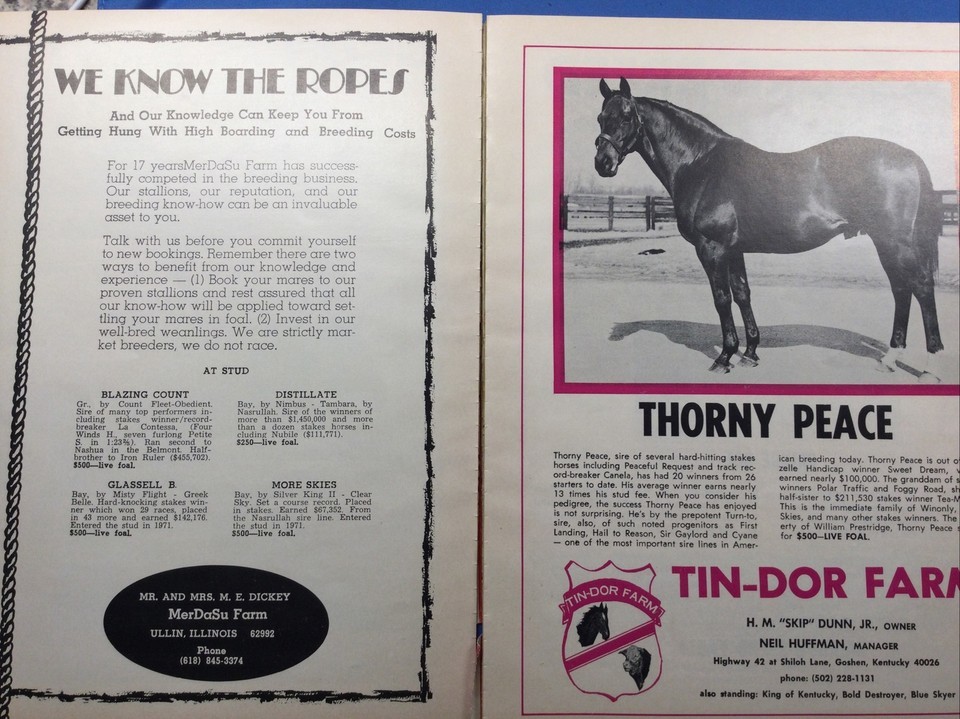 WE KNOW THE ROPES
And Our Knowledge Can Keep You From
Getting Hung With High Boarding and Breeding Costs
For 17 yearsMerDaSu Farm has success-
fully competed in the breeding business.
Our stallions, our reputation, and our
breeding know-how can be an invaluable
asset to you.
Talk with us before you commit yourself
to new bookings. Remember there are two
ways to benefit from our knowledge and
experience — (1) Book your mares to our
proven stallions and rest assured that all
our know-how will be applied toward set-
tling your mares in foal. (2) Invest in our
well-bred weanlings. We are strictly mar-
ket breeders, we do not race.
AT STUD
BLAZING COUNT
Gr., by Count Fleet-Obedient.
Sire of many top performers in-
cluding stakes winner/record-
breaker La Contessa, (Four
Winds H., seven furlong Petite
S. in 1:23⅗). Ran second to
Nashua in the Belmont. Half-
brother to Iron Ruler ($455,702).
$500—live foal.
DISTILLATE
Bay, by Nimbus - Tambara, by
Nasrullah. Sire of the winners of
more than $1,450,000 and more
than a dozen stakes horses in-
cluding Nubile ($111,771).
$250—live foal.
GLASSELL B.
Bay, by Misty Flight - Greek
Belle. Hard-knocking stakes win-
ner which won 29 races, placed
in 43 more and earned $142,176.
Entered the stud in 1971.
$500—live foal.
MORE SKIES
Bay, by Silver King II - Clear
Sky. Set a course record. Placed
in stakes. Earned $67,352. From
the Nasrullah sire line. Entered
the stud in 1971.
$500—live foal.
MR. AND MRS. M. E. DICKEY
MerDaSu Farm
ULLIN, ILLINOIS 62992
Phone
(618) 845-3374
THORNY PEACE
Thorny Peace, sire of several hard-hitting stakes
horses including Peaceful Request and track rec-
ord-breaker Canela, has had 20 winners from 26
starters to date. His average winner earns nearly
13 times his stud fee. When you consider his
pedigree, the success Thorny Peace has enjoyed
is not surprising. He's by the prepotent Turn-to,
sire, also, of such noted progenitors as First
Landing, Hail to Reason, Sir Gaylord and Cyane
— one of the most important sire lines in Amer-
ican breeding today. Thorny Peace is out of
zelle Handicap winner Sweet Dream,
earned nearly $100,000. The granddam of s
winners Polar Traffic and Foggy Road, sh
half-sister to $211,530 stakes winner Tea-M
This is the immediate family of Winonly,
Skies, and many other stakes winners. The
erty of William Prestridge, Thorny Peace s
for $500—LIVE FOAL.
TIN-DOR FARM
TIN-DOR FARM
H. M. "SKIP" DUNN, JR., OWNER
NEIL HUFFMAN, MANAGER
Highway 42 at Shiloh Lane, Goshen, Kentucky 40026
phone: (502) 228-1131
also standing: King of Kentucky, Bold Destroyer, Blue Skyer